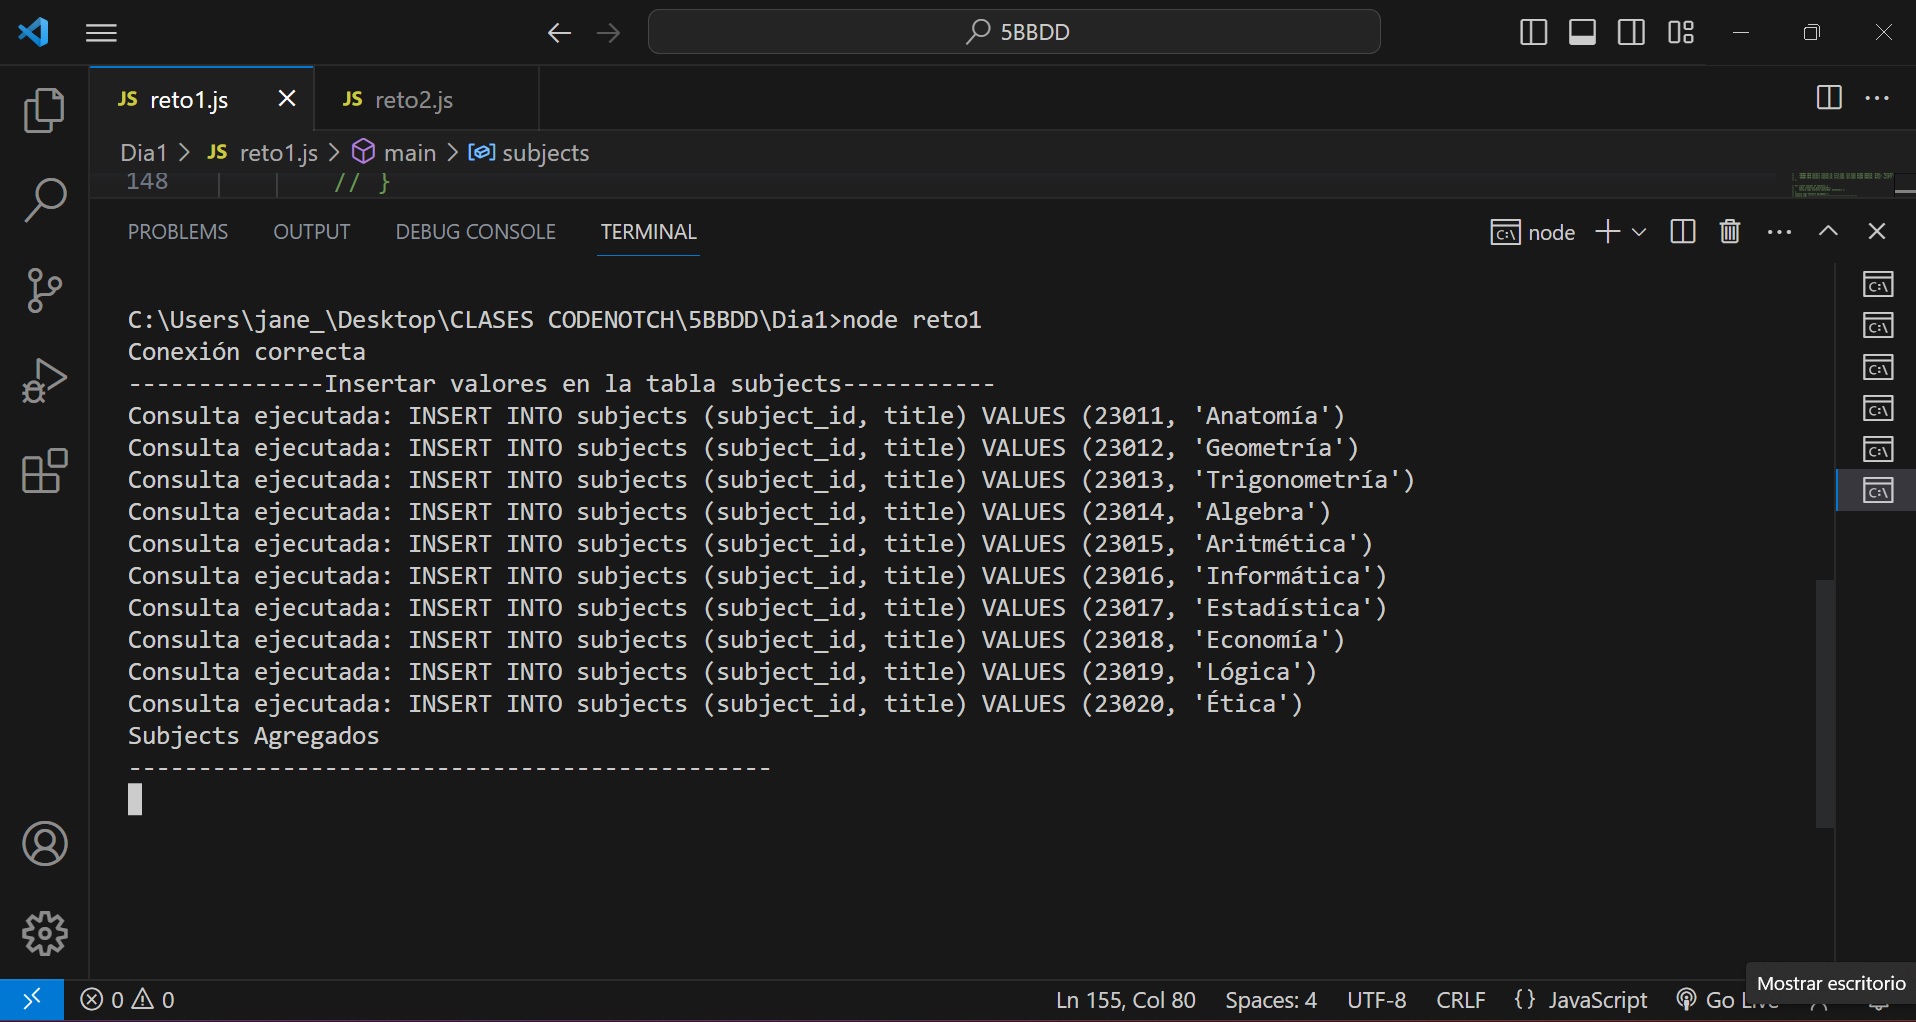 5BBDD
JS reto1.js
JS reto2.js
Dia1 > JS reto1.js > main > subjects
148 // }
PROBLEMS OUTPUT DEBUG CONSOLE TERMINAL
node
C:\Users\jane_\Desktop\CLASES CODENOTCH\5BBDD\Dia1>node reto1
Conexión correcta
--------------Insertar valores en la tabla subjects-----------
Consulta ejecutada: INSERT INTO subjects (subject_id, title) VALUES (23011, 'Anatomía')
Consulta ejecutada: INSERT INTO subjects (subject_id, title) VALUES (23012, 'Geometría')
Consulta ejecutada: INSERT INTO subjects (subject_id, title) VALUES (23013, 'Trigonometría')
Consulta ejecutada: INSERT INTO subjects (subject_id, title) VALUES (23014, 'Algebra')
Consulta ejecutada: INSERT INTO subjects (subject_id, title) VALUES (23015, 'Aritmética')
Consulta ejecutada: INSERT INTO subjects (subject_id, title) VALUES (23016, 'Informática')
Consulta ejecutada: INSERT INTO subjects (subject_id, title) VALUES (23017, 'Estadística')
Consulta ejecutada: INSERT INTO subjects (subject_id, title) VALUES (23018, 'Economía')
Consulta ejecutada: INSERT INTO subjects (subject_id, title) VALUES (23019, 'Lógica')
Consulta ejecutada: INSERT INTO subjects (subject_id, title) VALUES (23020, 'Ética')
Subjects Agregados
----------------------------------------------
Mostrar escritorio
0 0 Ln 155, Col 80 Spaces: 4 UTF-8 CRLF {} JavaScript Go